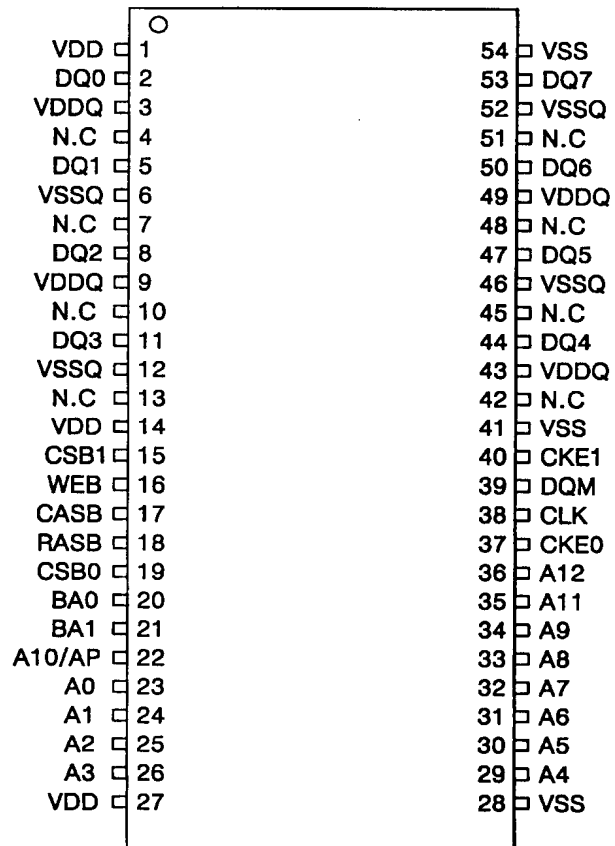 VDD 1 54 VSS
DQ0 2 53 DQ7
VDDQ 3 52 VSSQ
N.C 4 51 N.C
DQ1 5 50 DQ6
VSSQ 6 49 VDDQ
N.C 7 48 N.C
DQ2 8 47 DQ5
VDDQ 9 46 VSSQ
N.C 10 45 N.C
DQ3 11 44 DQ4
VSSQ 12 43 VDDQ
N.C 13 42 N.C
VDD 14 41 VSS
CSB1 15 40 CKE1
WEB 16 39 DQM
CASB 17 38 CLK
RASB 18 37 CKE0
CSB0 19 36 A12
BA0 20 35 A11
BA1 21 34 A9
A10/AP 22 33 A8
A0 23 32 A7
A1 24 31 A6
A2 25 30 A5
A3 26 29 A4
VDD 27 28 VSS